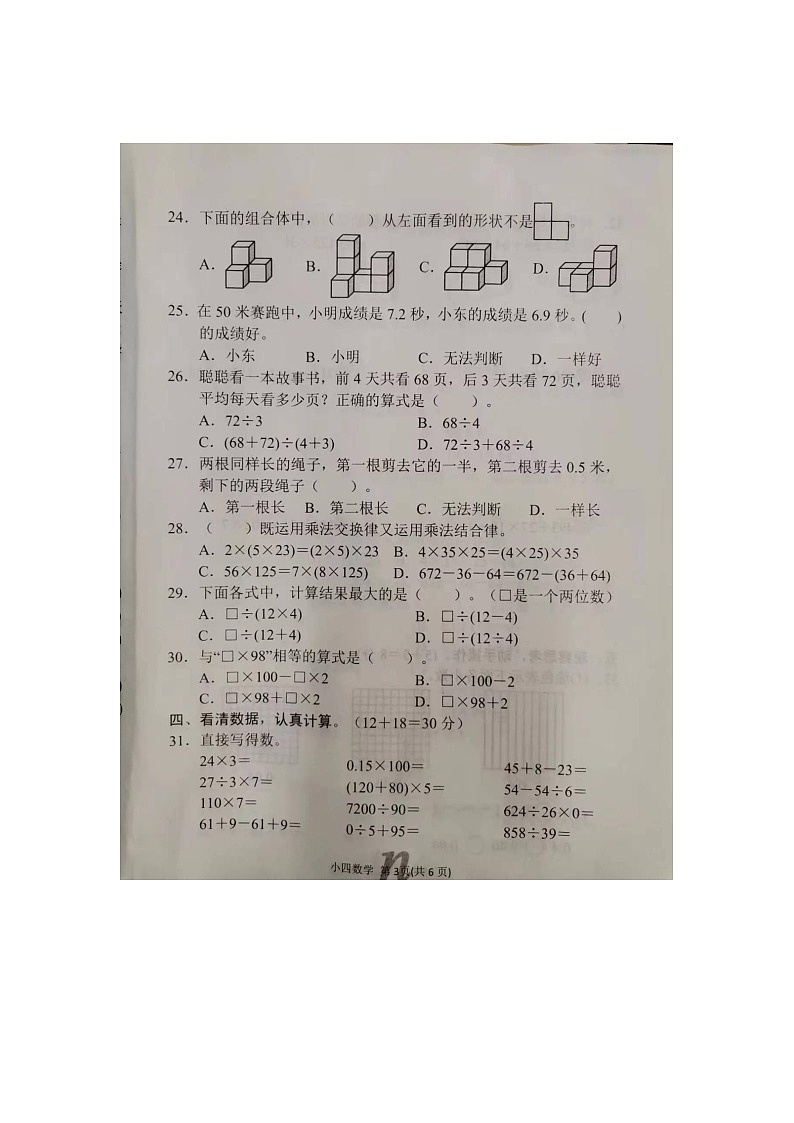 24．下面的组合体中，（　　）从左面看到的形状不是　　。
A．　　B．　　C．　　D．
25．在 50 米赛跑中，小明成绩是 7.2 秒，小东的成绩是 6.9 秒。(　　)
的成绩好。
A．小东　　B．小明　　C．无法判断　　D．一样好
26．聪聪看一本故事书，前 4 天共看 68 页，后 3 天共看 72 页，聪聪
平均每天看多少页？正确的算式是（　　）。
A．72÷3　　B．68÷4
C．(68＋72)÷(4＋3)　　D．72÷3＋68÷4
27．两根同样长的绳子，第一根剪去它的一半，第二根剪去 0.5 米，
剩下的两段绳子（　　）。
A．第一根长　　B．第二根长　　C．无法判断　　D．一样长
28．（　　）既运用乘法交换律又运用乘法结合律。
A．2×(5×23)=(2×5)×23　　B．4×35×25=(4×25)×35
C．56×125=7×(8×125)　　D．672－36－64=672－(36＋64)
29．下面各式中，计算结果最大的是（　　）。（□是一个两位数）
A．□÷(12×4)　　B．□÷(12－4)
C．□÷(12＋4)　　D．□÷(12÷4)
30．与“□×98”相等的算式是（　　）。
A．□×100－□×2　　B．□×100－2
C．□×98＋□×2　　D．□×98＋2
四、看清数据，认真计算。（12＋18＝30 分）
31．直接写得数。
24×3＝　　0.15×100＝　　45＋8－23＝
27÷3×7＝　　(120＋80)×5＝　　54－54÷6＝
110×7＝　　7200÷90＝　　624÷26×0＝
61＋9－61＋9＝　　0÷5＋95＝　　858÷39＝
小四数学 第 3页(共 6 页)